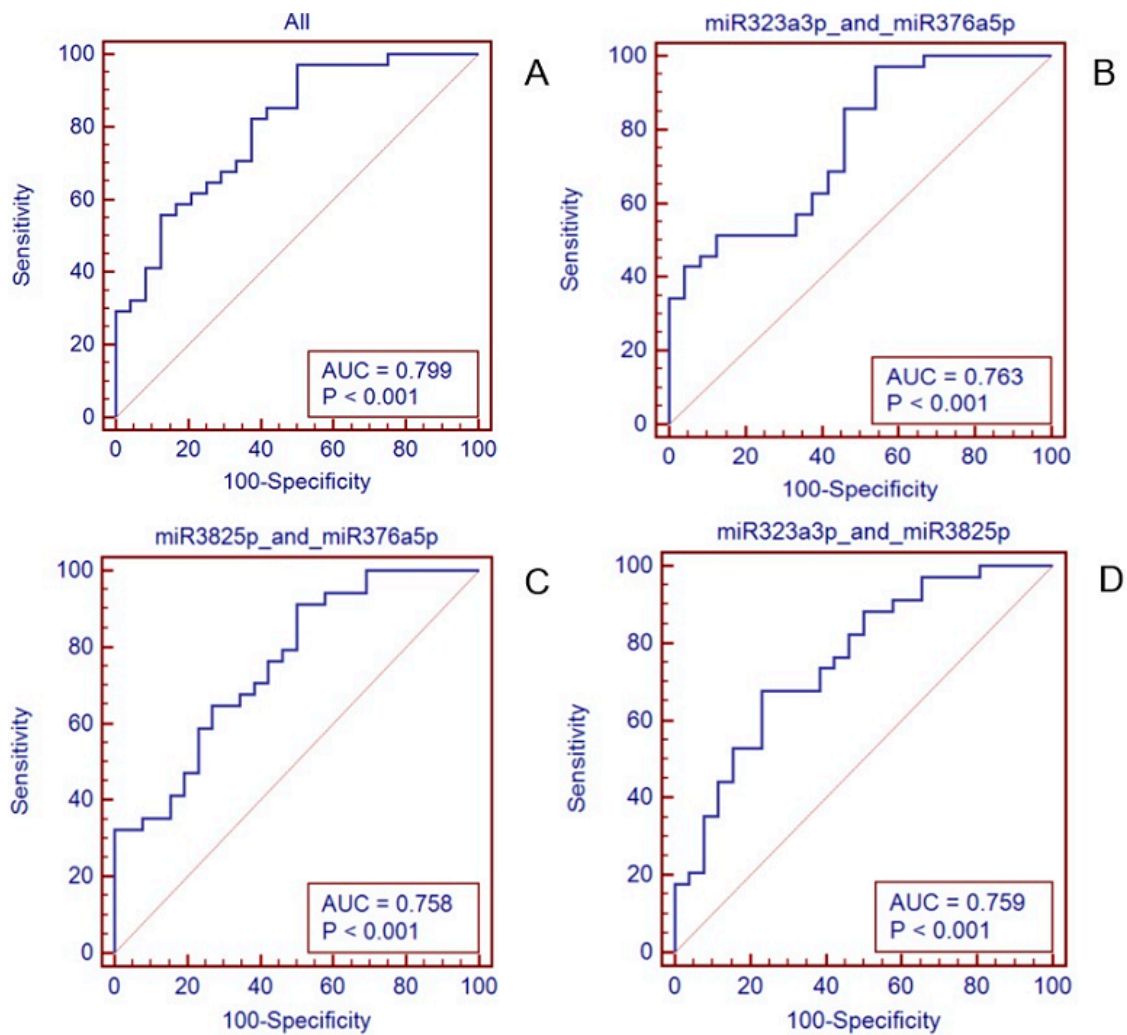 All
A
100
80
60
40
20
0
Sensitivity
AUC = 0.799
P < 0.001
0 20 40 60 80 100
100-Specificity
miR323a3p_and_miR376a5p
B
100
80
60
40
20
0
Sensitivity
AUC = 0.763
P < 0.001
0 20 40 60 80 100
100-Specificity
miR3825p_and_miR376a5p
C
100
80
60
40
20
0
Sensitivity
AUC = 0.758
P < 0.001
0 20 40 60 80 100
100-Specificity
miR323a3p_and_miR3825p
D
100
80
60
40
20
0
Sensitivity
AUC = 0.759
P < 0.001
0 20 40 60 80 100
100-Specificity